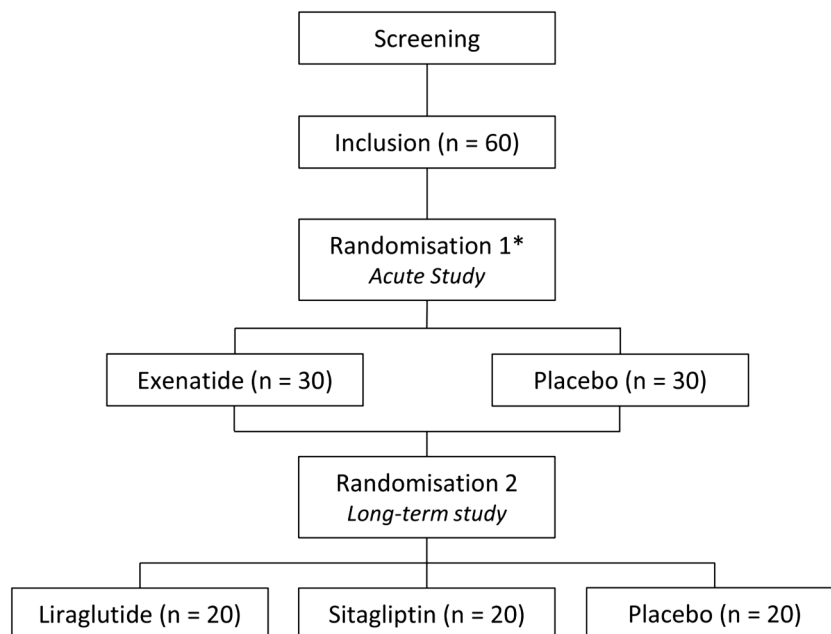 Screening
Inclusion (n = 60)
Randomisation 1*
Acute Study
Exenatide (n = 30)
Placebo (n = 30)
Randomisation 2
Long-term study
Liraglutide (n = 20)
Sitagliptin (n = 20)
Placebo (n = 20)